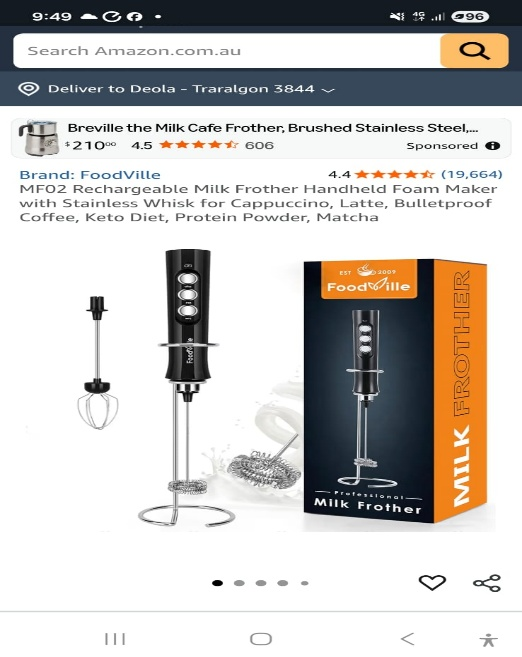 9:49
4G
96
Search Amazon.com.au
Deliver to Deola - Traralgon 3844
Breville the Milk Cafe Frother, Brushed Stainless Steel,...
$210⁰⁰ 4.5 606 Sponsored
Brand: FoodVille 4.4 (19,664)
MF02 Rechargeable Milk Frother Handheld Foam Maker
with Stainless Whisk for Cappuccino, Latte, Bulletproof
Coffee, Keto Diet, Protein Powder, Matcha
FoodVille
EST 2009
FoodVille
Professional
Milk Frother
MILK FROTHER